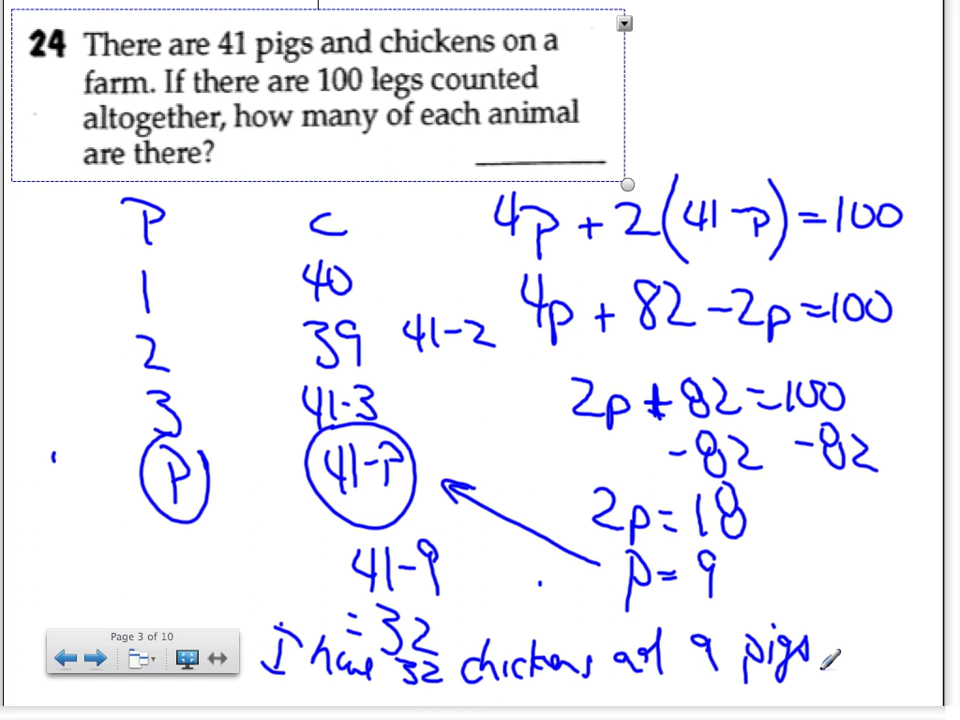 24 There are 41 pigs and chickens on a
farm. If there are 100 legs counted
altogether, how many of each animal
are there?
P C
1 40
2 39 41-2
3 41-3
P 41-P
41-9
=32
4p + 2(41-p) = 100
4p + 82 - 2p = 100
2p + 82 = 100
-82 -82
2p = 18
p = 9
I have 32 chickens and 9 pigs
Page 3 of 10